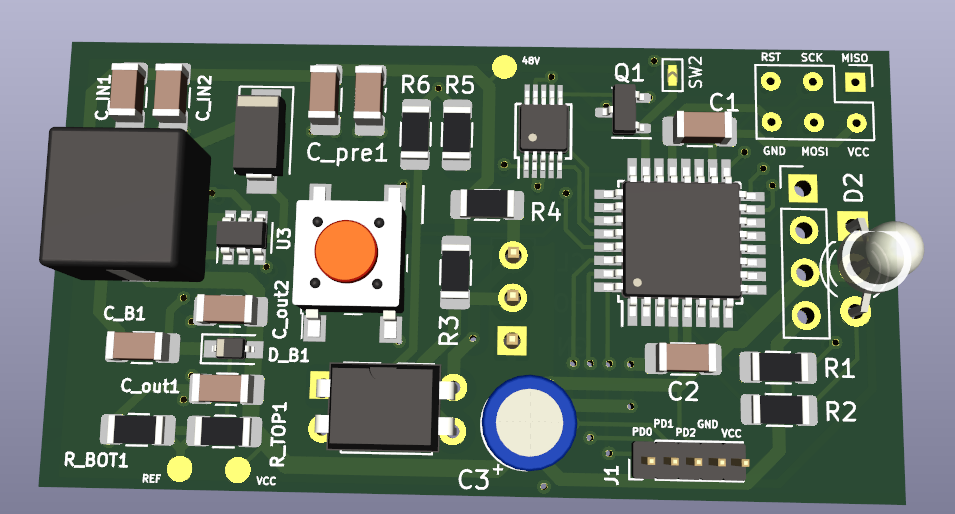 48V
RST SCK MISO
Q1
SW2
R6 R5
C_IN1
C_IN2
C1
C_pre1
GND MOSI VCC
D2
R4
U3
C_out2
C_B1
R3
D_B1
C_out1
C2
R1
R2
R_TOP1
PD0 PD1 PD2 GND VCC
R_BOT1
J1
C3+
REF
VCC